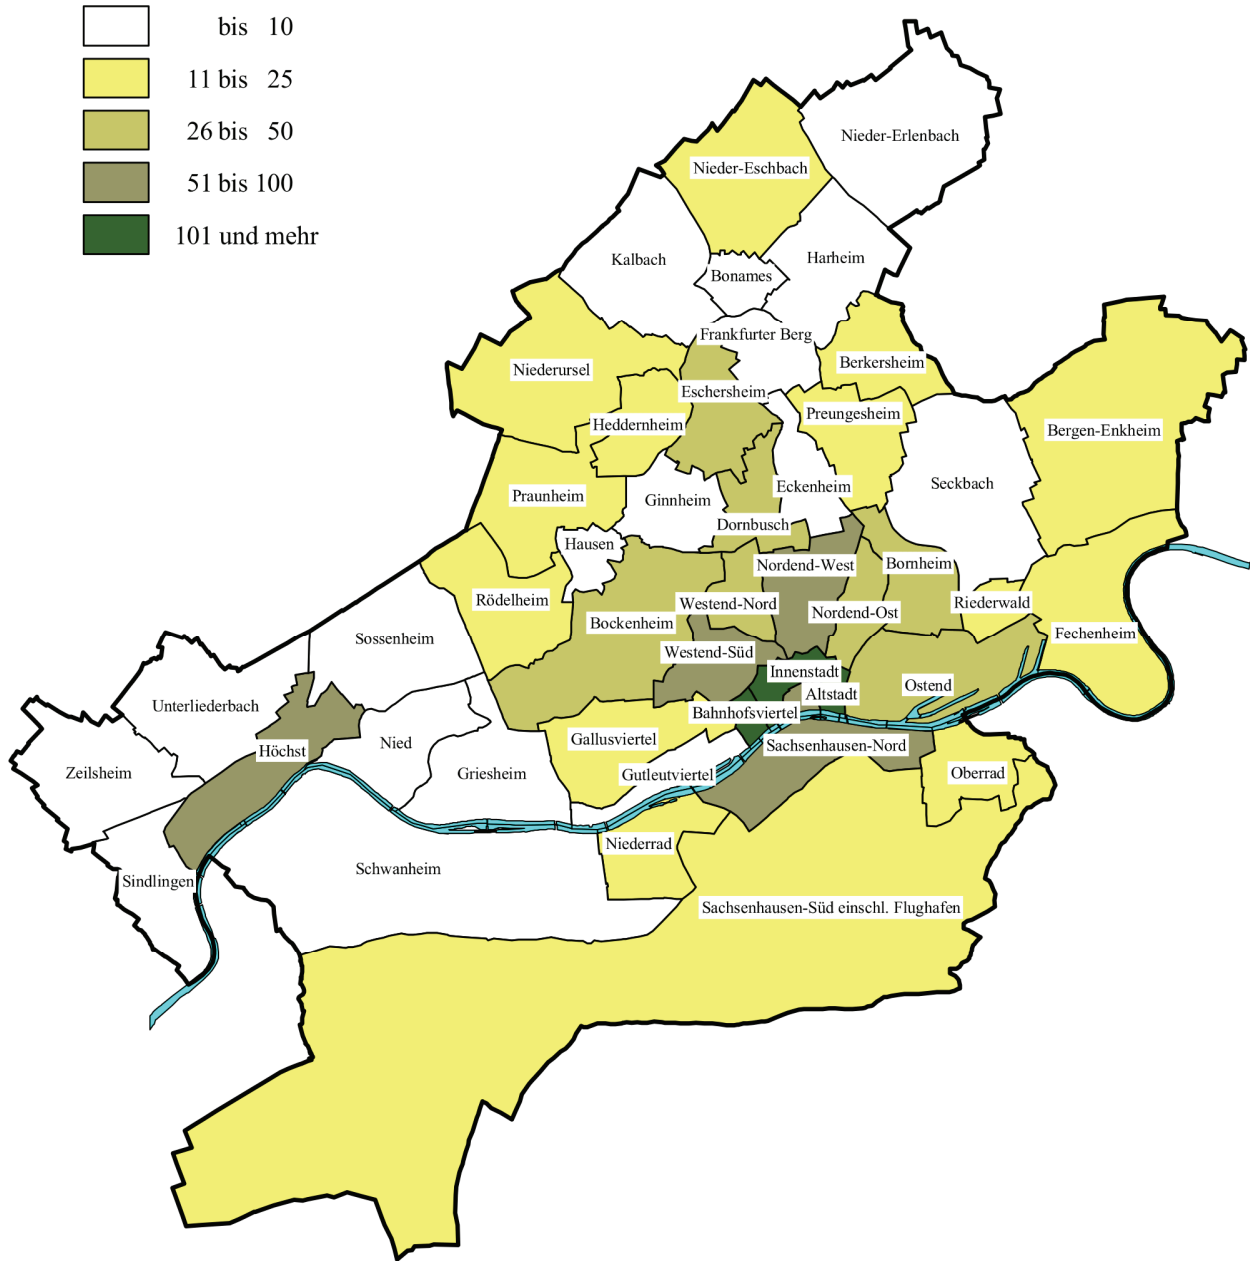 bis 10
11 bis 25
26 bis 50
51 bis 100
101 und mehr
Nieder-Erlenbach
Nieder-Eschbach
Kalbach
Harheim
Bonames
Frankfurter Berg
Berkersheim
Niederursel
Eschersheim
Heddernheim
Preungesheim
Bergen-Enkheim
Praunheim
Ginnheim
Eckenheim
Seckbach
Dornbusch
Hausen
Nordend-West
Bornheim
Rödelheim
Westend-Nord
Nordend-Ost
Riederwald
Bockenheim
Fechenheim
Sossenheim
Westend-Süd
Innenstadt
Altstadt
Ostend
Unterliederbach
Bahnhofsviertel
Gallusviertel
Sachsenhausen-Nord
Höchst
Nied
Zeilsheim
Griesheim
Gutleutviertel
Oberrad
Niederrad
Schwanheim
Sindlingen
Sachsenhausen-Süd einschl. Flughafen